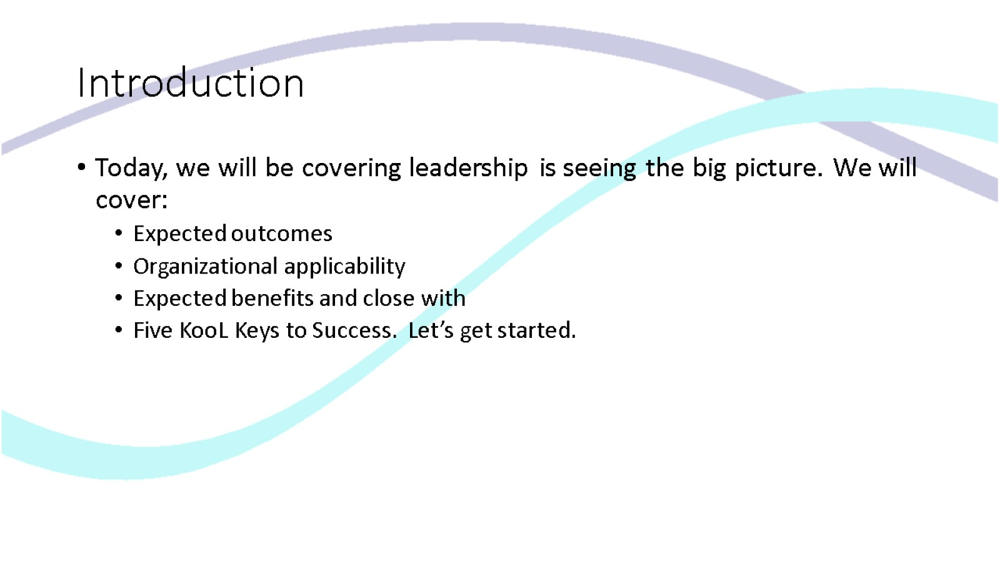 Introduction
• Today, we will be covering leadership is seeing the big picture. We will
cover:
• Expected outcomes
• Organizational applicability
• Expected benefits and close with
• Five KooL Keys to Success. Let’s get started.